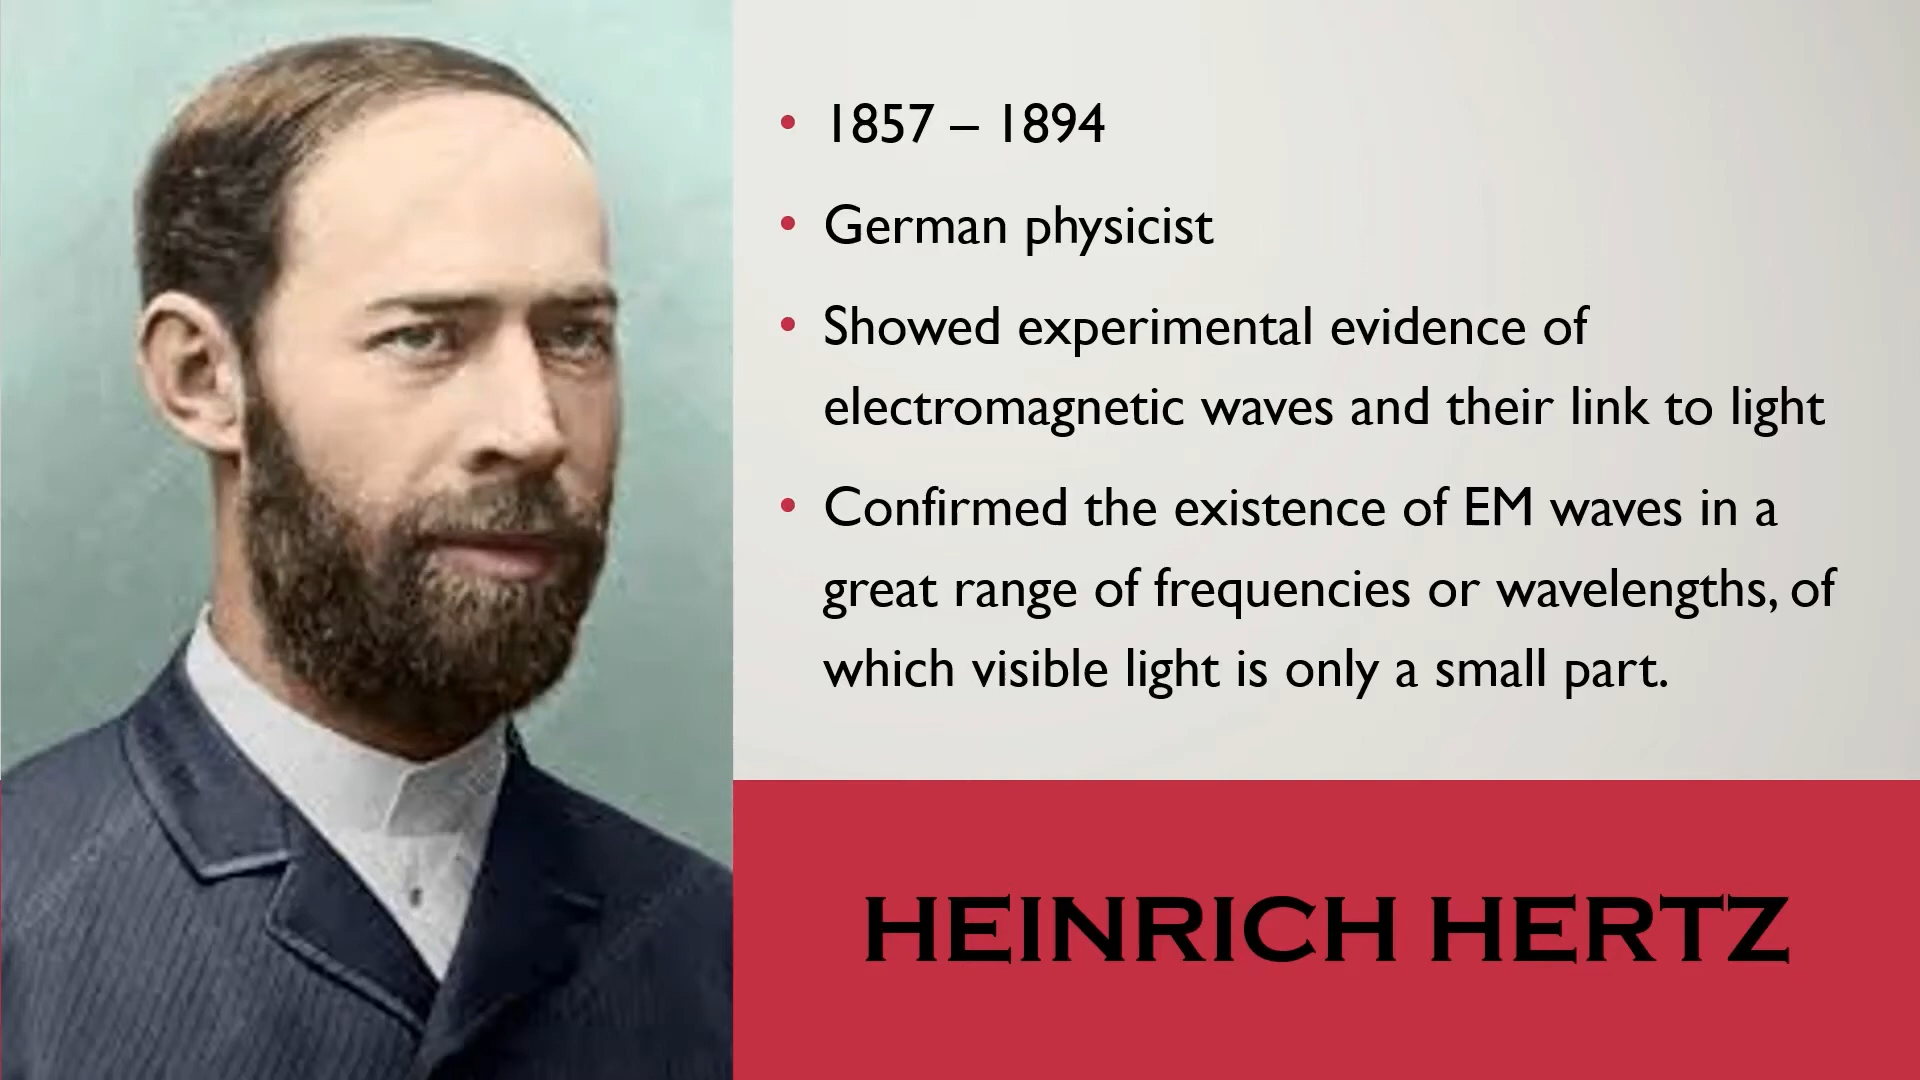 • 1857 – 1894
• German physicist
• Showed experimental evidence of
electromagnetic waves and their link to light
• Confirmed the existence of EM waves in a
great range of frequencies or wavelengths, of
which visible light is only a small part.
HEINRICH HERTZ